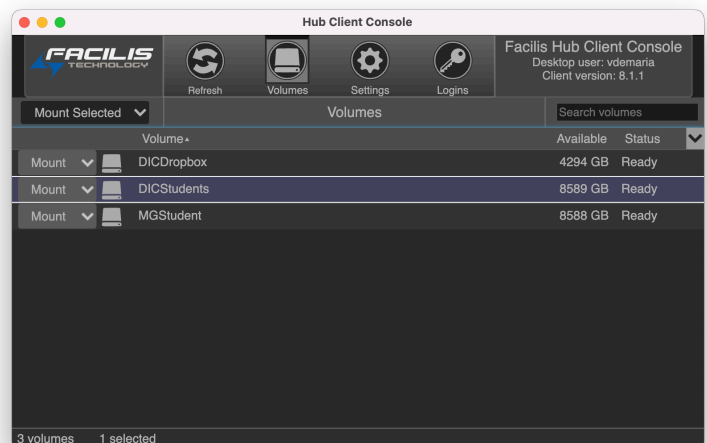 Hub Client Console
FACILIS
TECHNOLOGY
Refresh
Volumes
Settings
Logins
Facilis Hub Client Console
Desktop user: vdemaria
Client version: 8.1.1
Mount Selected
Volumes
Search volumes
Volume Available Status
Mount DICDropbox 4294 GB Ready
Mount DICStudents 8589 GB Ready
Mount MGStudent 8588 GB Ready
3 volumes 1 selected